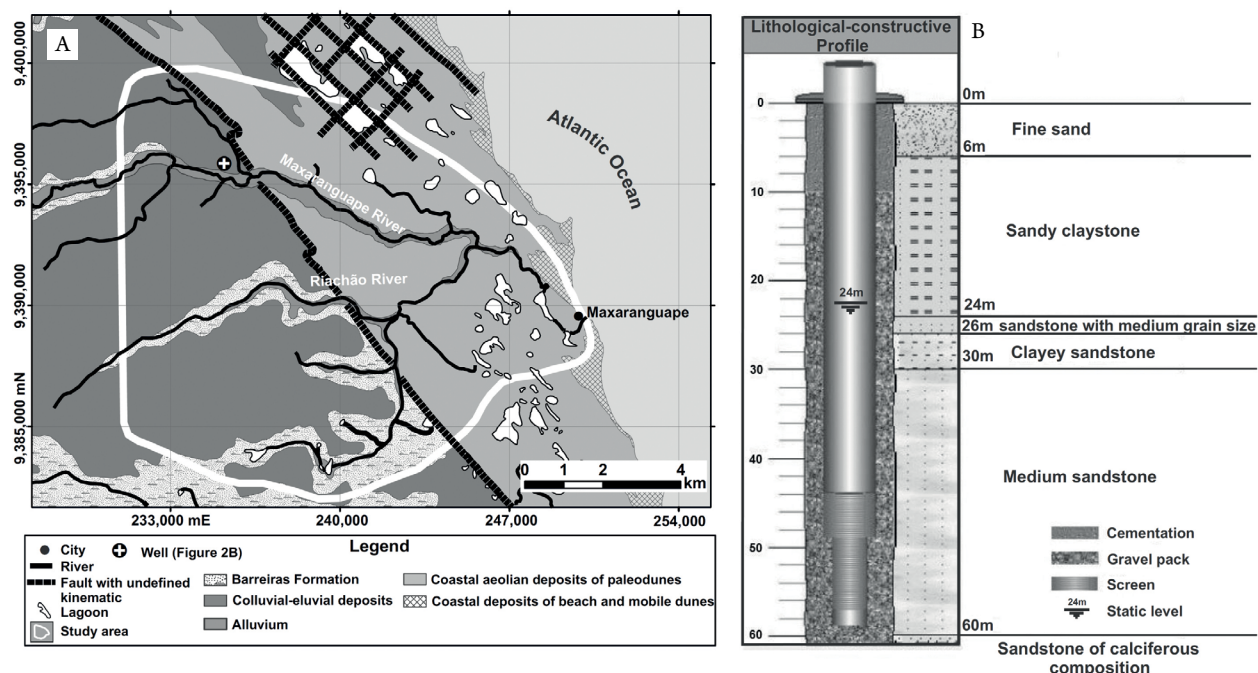 A
9,400,000
9,395,000
9,390,000
9,385,000 mN
Atlantic Ocean
Maxaranguape River
Riachão River
Maxaranguape
0 1 2 4
km
233,000 mE 240,000 247,000 254,000
Legend
City
Well (Figure 2B)
River
Fault with undefined
kinematic
Lagoon
Study area
Barreiras Formation
Colluvial-eluvial deposits
Alluvium
Coastal aeolian deposits of paleodunes
Coastal deposits of beach and mobile dunes
Lithological-constructive
Profile
B
0
10
20
30
40
50
60
24m
0m
Fine sand
6m
Sandy claystone
24m
26m sandstone with medium grain size
Clayey sandstone
30m
Medium sandstone
Cementation
Gravel pack
Screen
24m
Static level
60m
Sandstone of calciferous
composition